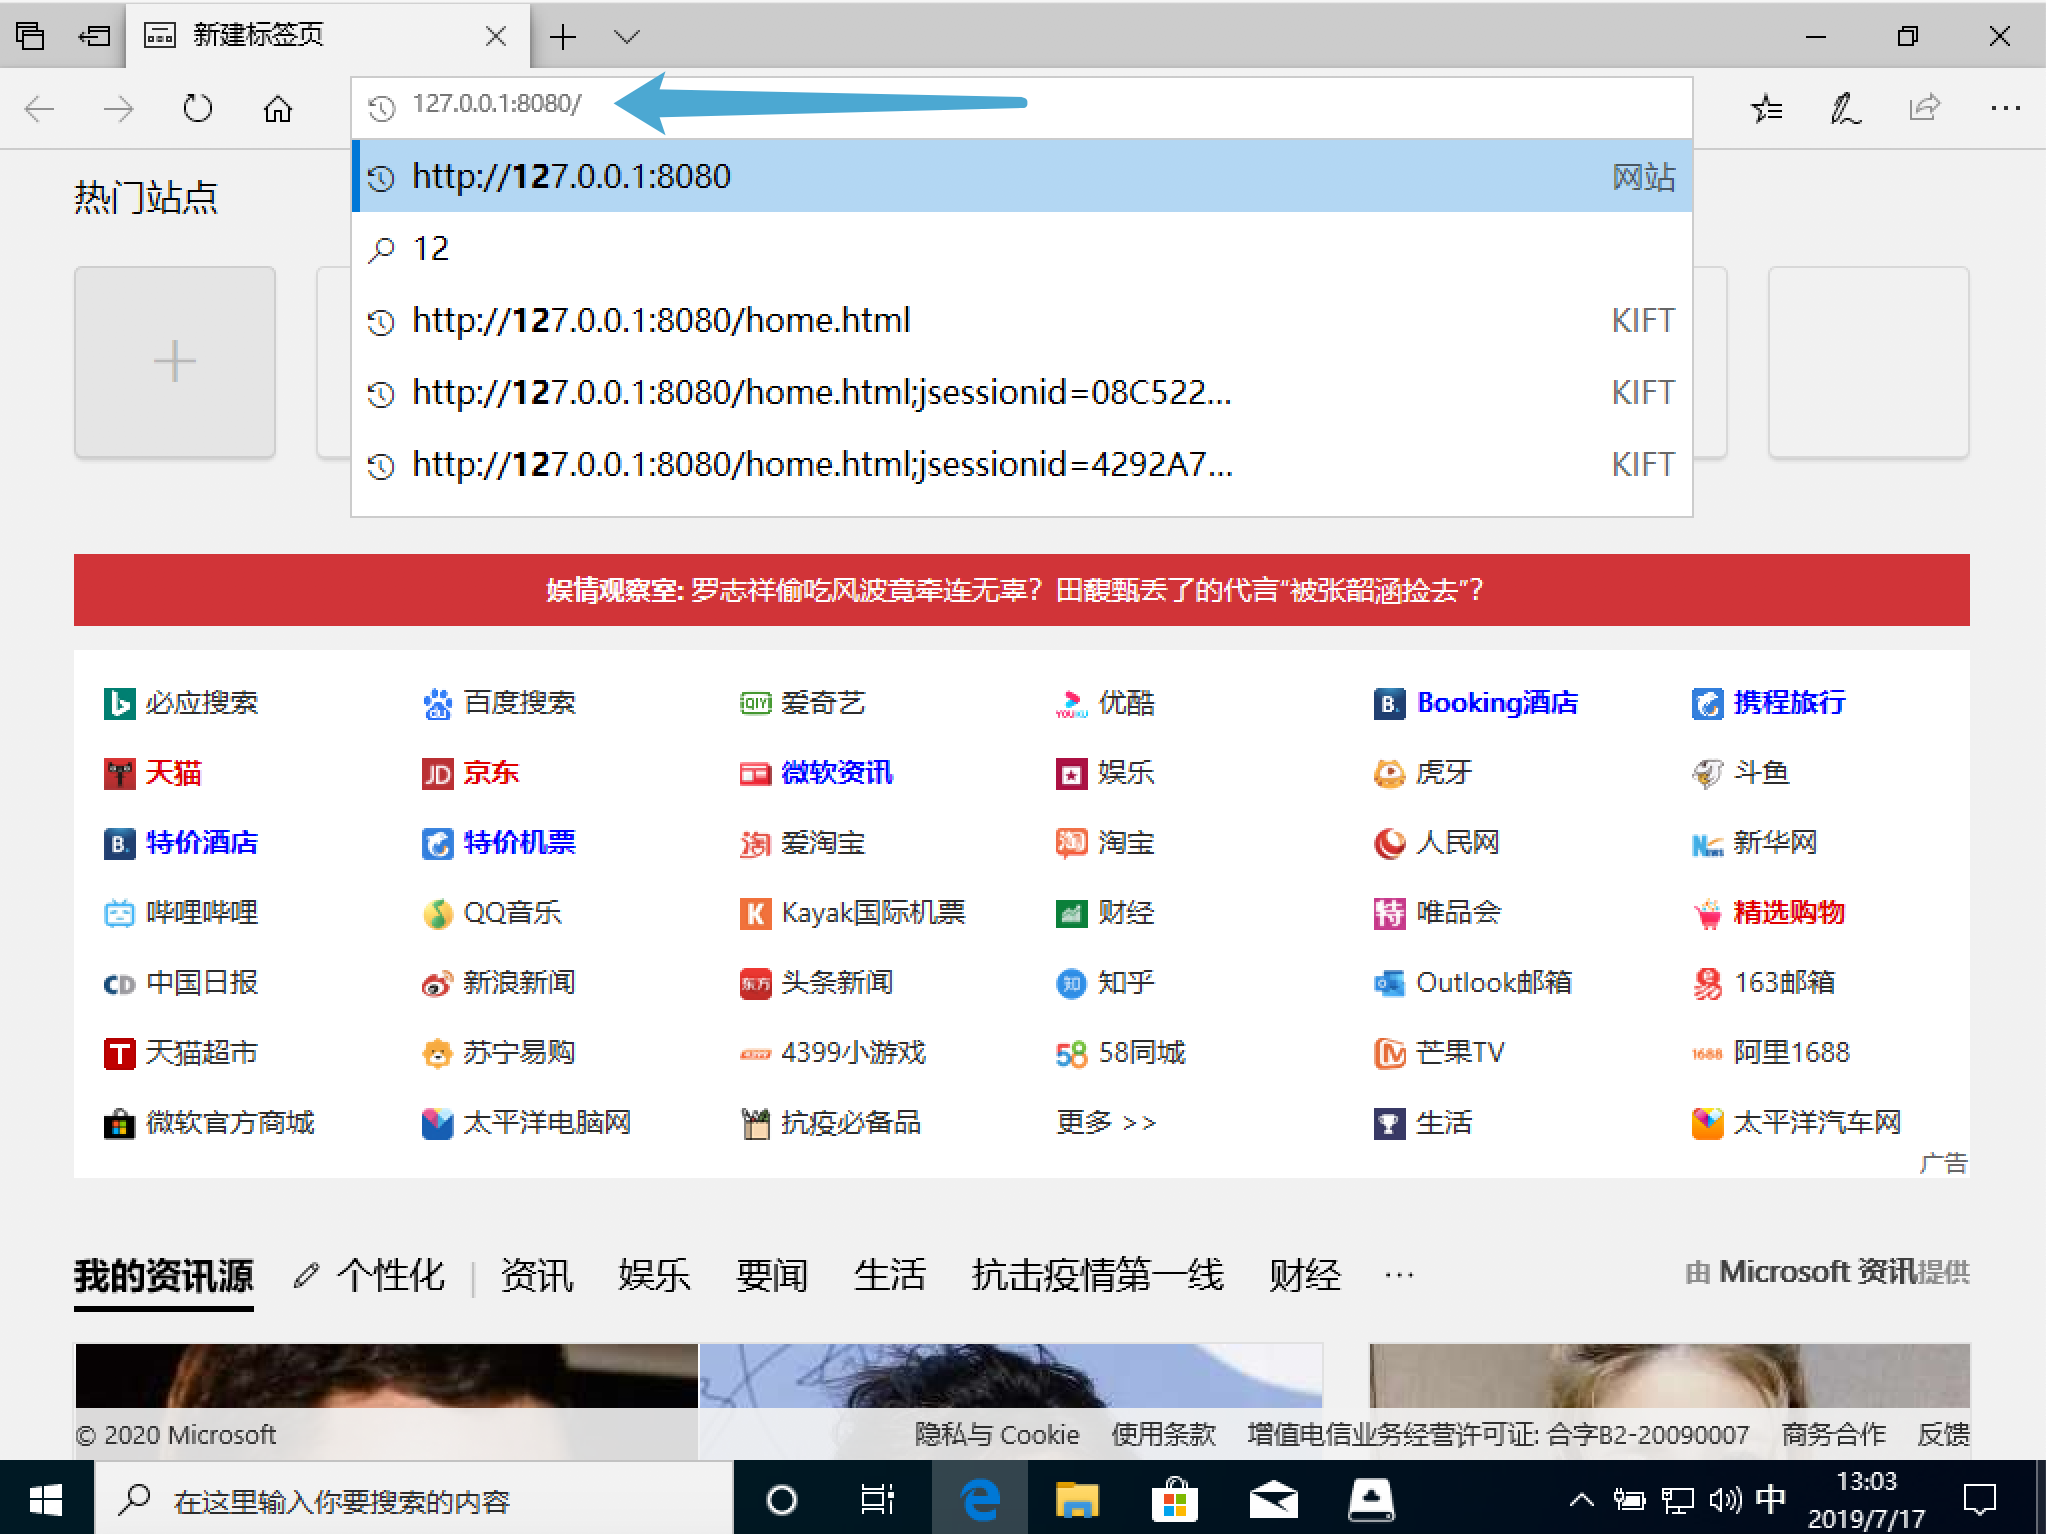 新建标签页
127.0.0.1:8080/
http://127.0.0.1:8080 网站
12
http://127.0.0.1:8080/home.html KIFT
http://127.0.0.1:8080/home.html;jsessionid=08C522... KIFT
http://127.0.0.1:8080/home.html;jsessionid=4292A7... KIFT
热门站点
娱情观察室: 罗志祥偷吃风波竟牵连无辜？田馥甄丢了的代言“被张韶涵捡去”？
必应搜索 百度搜索 爱奇艺 优酷 Booking酒店 携程旅行
天猫 京东 微软资讯 娱乐 虎牙 斗鱼
特价酒店 特价机票 爱淘宝 淘宝 人民网 新华网
哔哩哔哩 QQ音乐 Kayak国际机票 财经 唯品会 精选购物
中国日报 新浪新闻 头条新闻 知乎 Outlook邮箱 163邮箱
天猫超市 苏宁易购 4399小游戏 58同城 芒果TV 阿里1688
微软官方商城 太平洋电脑网 抗疫必备品 更多 >> 生活 太平洋汽车网
广告
我的资讯源 个性化 | 资讯 娱乐 要闻 生活 抗击疫情第一线 财经 ... 由 Microsoft 资讯提供
© 2020 Microsoft 隐私与 Cookie 使用条款 增值电信业务经营许可证: 合字B2-20090007 商务合作 反馈
在这里输入你要搜索的内容
中
13:03
2019/7/17